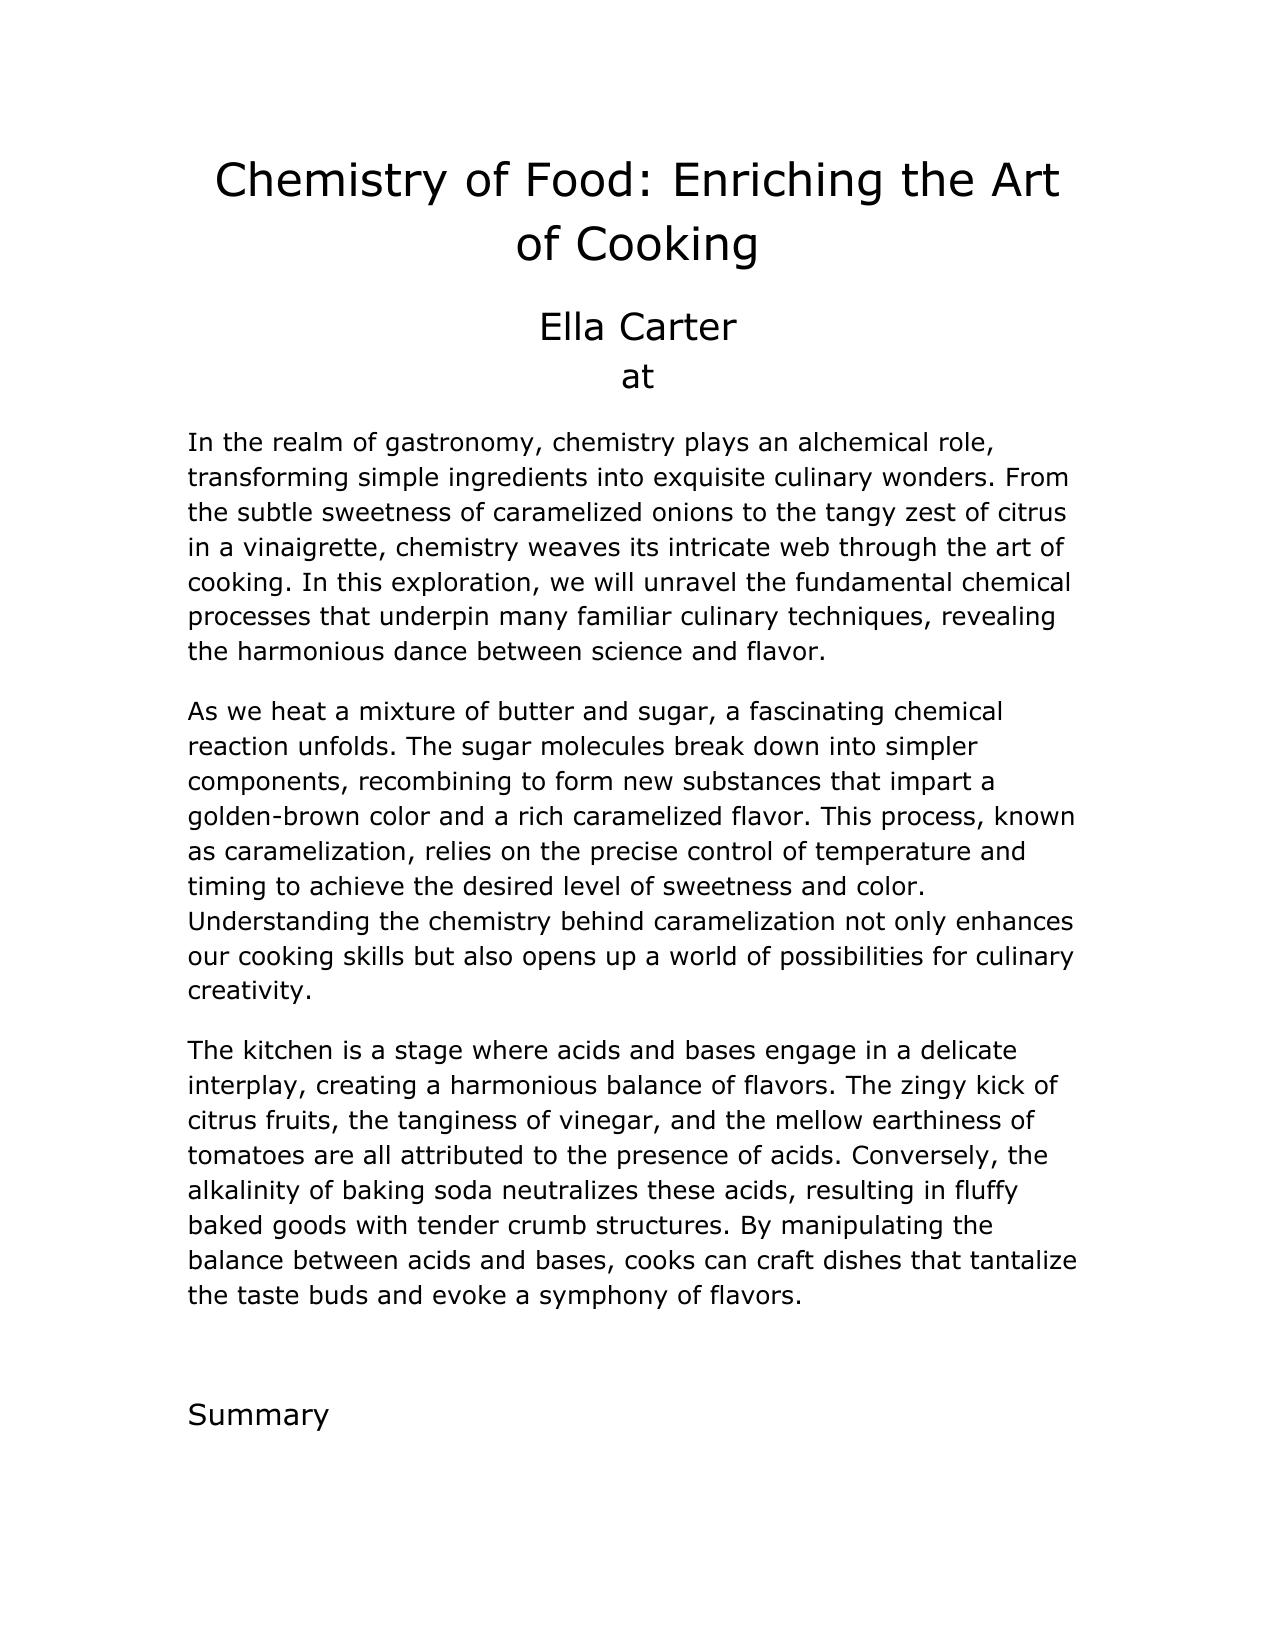 Chemistry of Food: Enriching the Art
of Cooking
Ella Carter
at
In the realm of gastronomy, chemistry plays an alchemical role,
transforming simple ingredients into exquisite culinary wonders. From
the subtle sweetness of caramelized onions to the tangy zest of citrus
in a vinaigrette, chemistry weaves its intricate web through the art of
cooking. In this exploration, we will unravel the fundamental chemical
processes that underpin many familiar culinary techniques, revealing
the harmonious dance between science and flavor.
As we heat a mixture of butter and sugar, a fascinating chemical
reaction unfolds. The sugar molecules break down into simpler
components, recombining to form new substances that impart a
golden-brown color and a rich caramelized flavor. This process, known
as caramelization, relies on the precise control of temperature and
timing to achieve the desired level of sweetness and color.
Understanding the chemistry behind caramelization not only enhances
our cooking skills but also opens up a world of possibilities for culinary
creativity.
The kitchen is a stage where acids and bases engage in a delicate
interplay, creating a harmonious balance of flavors. The zingy kick of
citrus fruits, the tanginess of vinegar, and the mellow earthiness of
tomatoes are all attributed to the presence of acids. Conversely, the
alkalinity of baking soda neutralizes these acids, resulting in fluffy
baked goods with tender crumb structures. By manipulating the
balance between acids and bases, cooks can craft dishes that tantalize
the taste buds and evoke a symphony of flavors.
Summary